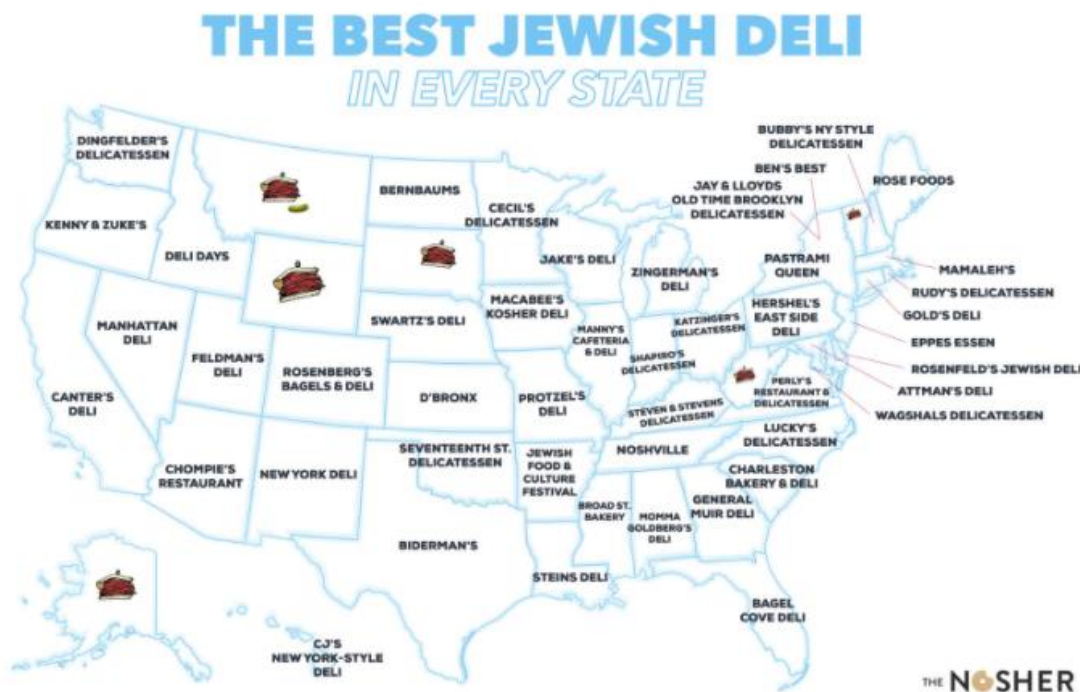 THE BEST JEWISH DELI
IN EVERY STATE
DINGFELDER'S
DELICATESSEN
KENNY & ZUKE'S
DELI DAYS
BERNBAUMS
CECIL'S
DELICATESSEN
JAKE'S DELI
ZINGERMAN'S
DELI
BUBBY'S NY STYLE
DELICATESSEN
BEN'S BEST
JAY & LLOYDS
OLD TIME BROOKLYN
DELICATESSEN
ROSE FOODS
PASTRAMI
QUEEN
MAMALEH'S
RUDY'S DELICATESSEN
GOLD'S DELI
EPPES ESSEN
ROSENFELD'S JEWISH DELI
ATTMAN'S DELI
WAGSHALS DELICATESSEN
MANHATTAN
DELI
FELDMAN'S
DELI
SWARTZ'S DELI
MACABEE'S
KOSHER DELI
MANNY'S
CAFETERIA
& DELI
KATZINGER'S
DELICATESSEN
HERSHEL'S
EAST SIDE
DELI
SHAPIRO'S
DELICATESSEN
PERLY'S
RESTAURANT &
DELICATESSEN
CANTER'S
DELI
ROSENBERG'S
BAGELS & DELI
D'BRONX
PROTZEL'S
DELI
STEVEN & STEVENS
DELICATESSEN
LUCKY'S
DELICATESSEN
CHOMPIE'S
RESTAURANT
NEW YORK DELI
SEVENTEENTH ST.
DELICATESSEN
JEWISH
FOOD &
CULTURE
FESTIVAL
NOSHVILLE
CHARLESTON
BAKERY & DELI
BROAD ST.
BAKERY
MOMMA
GOLDBERG'S
DELI
GENERAL
MUIR DELI
BIDERMAN'S
STEINS DELI
BAGEL
COVE DELI
CJ'S
NEW YORK-STYLE
DELI
THE NOSHER